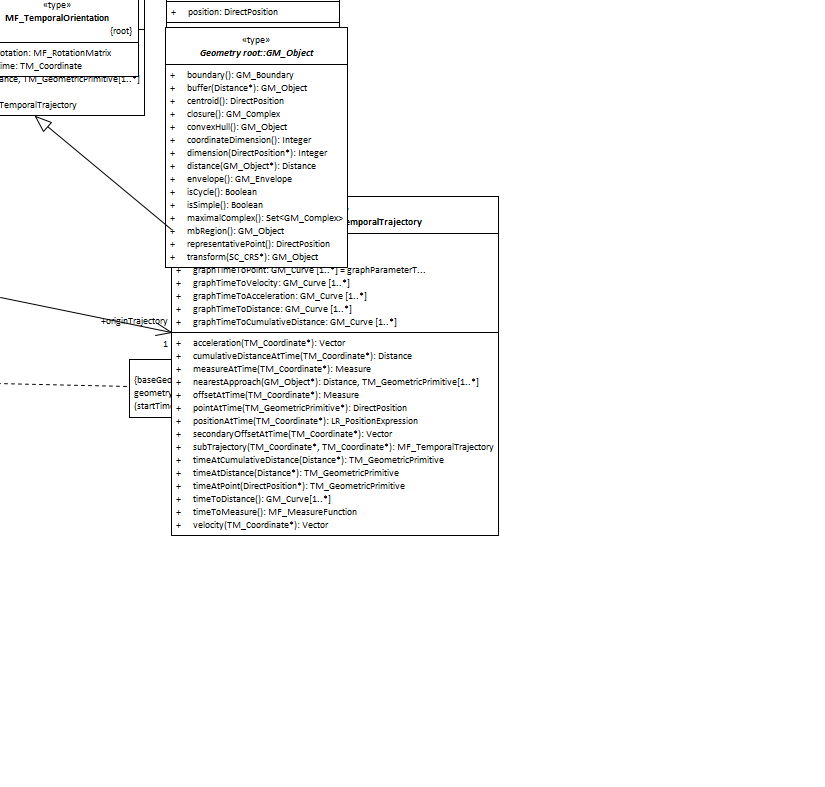 «type»
MF_TemporalOrientation
{root}
otation: MF_RotationMatrix
ime: TM_Coordinate
ance, TM_GeometricPrimitive[1..*]
TemporalTrajectory
+ position: DirectPosition
«type»
Geometry root::GM_Object
+ boundary(): GM_Boundary
+ buffer(Distance*): GM_Object
+ centroid(): DirectPosition
+ closure(): GM_Complex
+ convexHull(): GM_Object
+ coordinateDimension(): Integer
+ dimension(DirectPosition*): Integer
+ distance(GM_Object*): Distance
+ envelope(): GM_Envelope
+ isCycle(): Boolean
+ isSimple(): Boolean
+ maximalComplex(): Set<GM_Complex>
+ mbRegion(): GM_Object
+ representativePoint(): DirectPosition
+ transform(SC_CRS*): GM_Object
emporalTrajectory
+ graphTimeToPoint: GM_Curve [1..*] = graphParameterT...
+ graphTimeToVelocity: GM_Curve [1..*]
+ graphTimeToAcceleration: GM_Curve [1..*]
+ graphTimeToDistance: GM_Curve [1..*]
+ graphTimeToCumulativeDistance: GM_Curve [1..*]
+originTrajectory
1
+ acceleration(TM_Coordinate*): Vector
+ cumulativeDistanceAtTime(TM_Coordinate*): Distance
+ measureAtTime(TM_Coordinate*): Measure
+ nearestApproach(GM_Object*): Distance, TM_GeometricPrimitive[1..*]
+ offsetAtTime(TM_Coordinate*): Measure
+ pointAtTime(TM_GeometricPrimitive*): DirectPosition
+ positionAtTime(TM_Coordinate*): LR_PositionExpression
+ secondaryOffsetAtTime(TM_Coordinate*): Vector
+ subTrajectory(TM_Coordinate*, TM_Coordinate*): MF_TemporalTrajectory
+ timeAtCumulativeDistance(Distance*): TM_GeometricPrimitive
+ timeAtDistance(Distance*): TM_GeometricPrimitive
+ timeAtPoint(DirectPosition*): TM_GeometricPrimitive
+ timeToDistance(): GM_Curve[1..*]
+ timeToMeasure(): MF_MeasureFunction
+ velocity(TM_Coordinate*): Vector
{baseGeo
geometry
(startTim